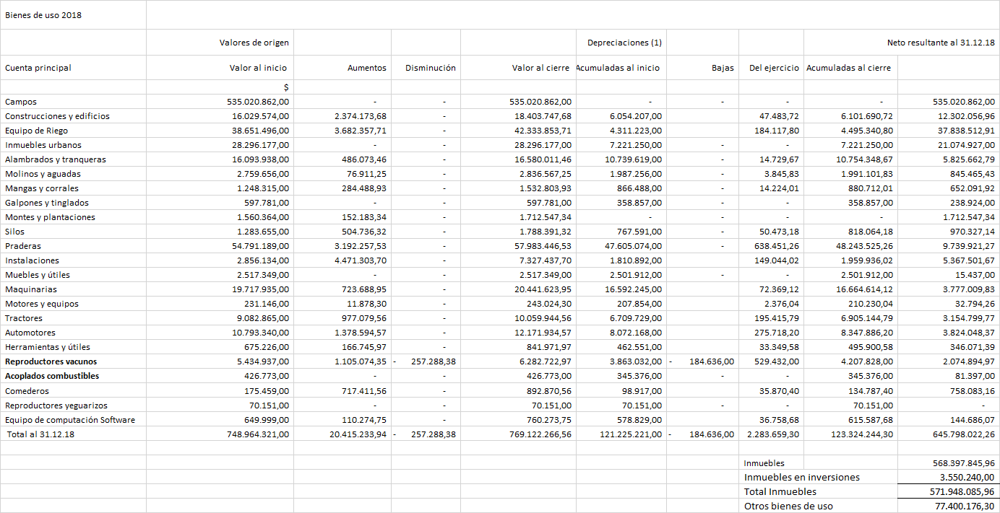 Bienes de uso 2018
Valores de origen Depreciaciones (1) Neto resultante al 31.12.18
Cuenta principal Valor al inicio Aumentos Disminución Valor al cierre Acumuladas al inicio Bajas Del ejercicio Acumuladas al cierre
$
Campos 535.020.862,00 - - 535.020.862,00 - - - - 535.020.862,00
Construcciones y edificios 16.029.574,00 2.374.173,68 - 18.403.747,68 6.054.207,00 47.483,72 6.101.690,72 12.302.056,96
Equipo de Riego 38.651.496,00 3.682.357,71 - 42.333.853,71 4.311.223,00 184.117,80 4.495.340,80 37.838.512,91
Inmuebles urbanos 28.296.177,00 - - 28.296.177,00 7.221.250,00 - - 7.221.250,00 21.074.927,00
Alambrados y tranqueras 16.093.938,00 486.073,46 - 16.580.011,46 10.739.619,00 - 14.729,67 10.754.348,67 5.825.662,79
Molinos y aguadas 2.759.656,00 76.911,25 - 2.836.567,25 1.987.256,00 - 3.845,83 1.991.101,83 845.465,43
Mangas y corrales 1.248.315,00 284.488,93 - 1.532.803,93 866.488,00 - 14.224,01 880.712,01 652.091,92
Galpones y tinglados 597.781,00 - - 597.781,00 358.857,00 - - 358.857,00 238.924,00
Montes y plantaciones 1.560.364,00 152.183,34 - 1.712.547,34 - - - - 1.712.547,34
Silos 1.283.655,00 504.736,32 - 1.788.391,32 767.591,00 - 50.473,18 818.064,18 970.327,14
Praderas 54.791.189,00 3.192.257,53 - 57.983.446,53 47.605.074,00 - 638.451,26 48.243.525,26 9.739.921,27
Instalaciones 2.856.134,00 4.471.303,70 - 7.327.437,70 1.810.892,00 149.044,02 1.959.936,02 5.367.501,67
Muebles y útiles 2.517.349,00 - - 2.517.349,00 2.501.912,00 - - 2.501.912,00 15.437,00
Maquinarias 19.717.935,00 723.688,95 - 20.441.623,95 16.592.245,00 72.369,12 16.664.614,12 3.777.009,83
Motores y equipos 231.146,00 11.878,30 - 243.024,30 207.854,00 2.376,04 210.230,04 32.794,26
Tractores 9.082.865,00 977.079,56 - 10.059.944,56 6.709.729,00 195.415,79 6.905.144,79 3.154.799,77
Automotores 10.793.340,00 1.378.594,57 - 12.171.934,57 8.072.168,00 275.718,20 8.347.886,20 3.824.048,37
Herramientas y útiles 675.226,00 166.745,97 - 841.971,97 462.551,00 33.349,58 495.900,58 346.071,39
Reproductores vacunos 5.434.937,00 1.105.074,35 - 257.288,38 6.282.722,97 3.863.032,00 - 184.636,00 529.432,00 4.207.828,00 2.074.894,97
Acoplados combustibles 426.773,00 - - 426.773,00 345.376,00 - - 345.376,00 81.397,00
Comederos 175.459,00 717.411,56 - 892.870,56 98.917,00 35.870,40 134.787,40 758.083,16
Reproductores yeguarizos 70.151,00 - - 70.151,00 70.151,00 - - 70.151,00 -
Equipo de computación Software 649.999,00 110.274,75 - 760.273,75 578.829,00 36.758,68 615.587,68 144.686,07
Total al 31.12.18 748.964.321,00 20.415.233,94 - 257.288,38 769.122.266,56 121.225.221,00 - 184.636,00 2.283.659,30 123.324.244,30 645.798.022,26
Inmuebles 568.397.845,96
Inmuebles en inversiones 3.550.240,00
Total Inmuebles 571.948.085,96
Otros bienes de uso 77.400.176,30